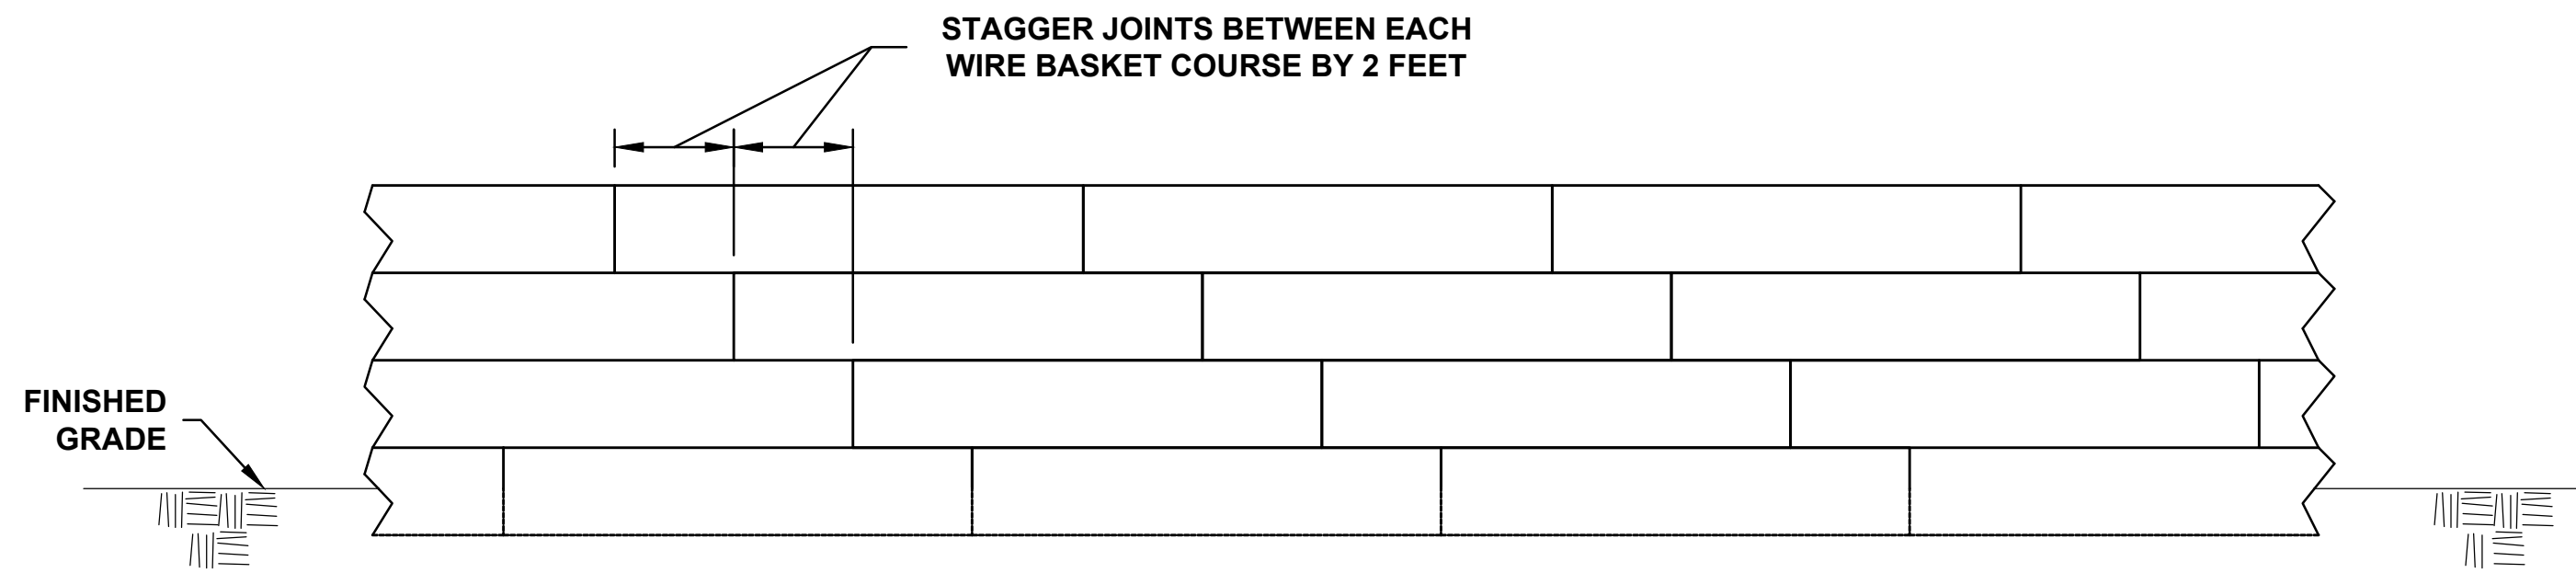 STAGGER JOINTS BETWEEN EACH
WIRE BASKET COURSE BY 2 FEET
FINISHED
GRADE